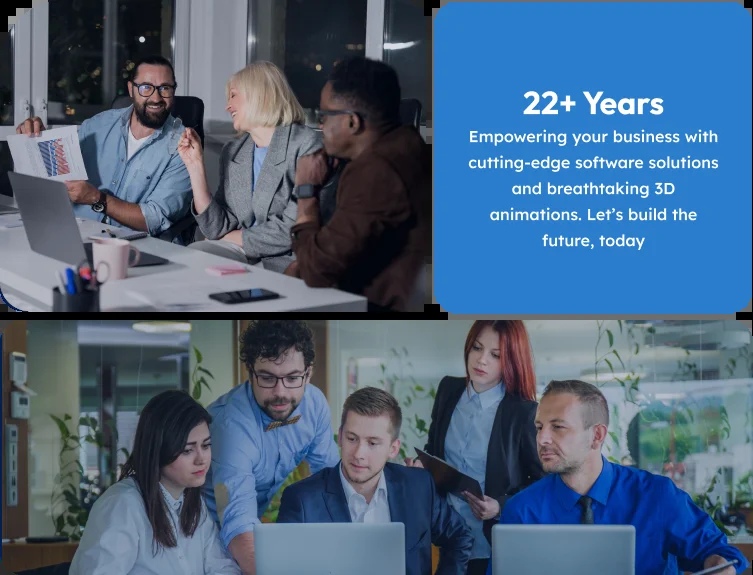 22+ Years
Empowering your business with
cutting-edge software solutions
and breathtaking 3D
animations. Let's build the
future, today